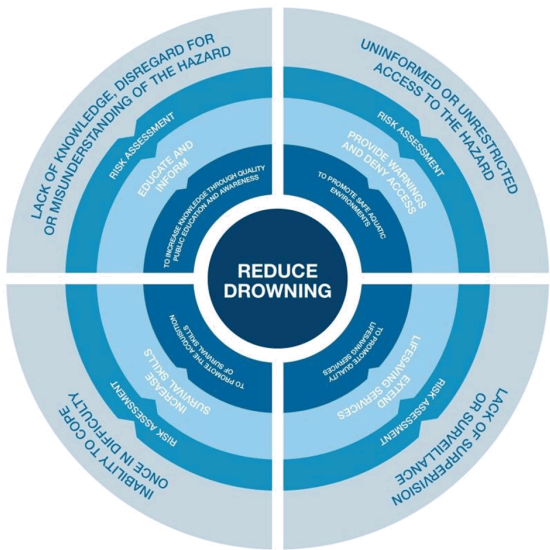 LACK OF KNOWLEDGE, DISREGARD FOR
OR MISUNDERSTANDING OF THE HAZARD
RISK ASSESSMENT
EDUCATE AND
INFORM
TO INCREASE KNOWLEDGE THROUGH QUALITY
PUBLIC EDUCATION AND AWARENESS
UNINFORMED OR UNRESTRICTED
ACCESS TO THE HAZARD
RISK ASSESSMENT
PROVIDE WARNINGS
AND DENY ACCESS
TO PROMOTE SAFE AQUATIC
ENVIRONMENTS
REDUCE
DROWNING
TO PROMOTE THE ACQUISITION
OF SURVIVAL SKILLS
INCREASE
SURVIVAL SKILLS
RISK ASSESSMENT
INABILITY TO COPE
ONCE IN DIFFICULTY
TO PROMOTE QUALITY
LIFESAVING SERVICES
EXTEND
LIFESAVING SERVICES
RISK ASSESSMENT
LACK OF SURPERVISION
OR SURVEILLANCE